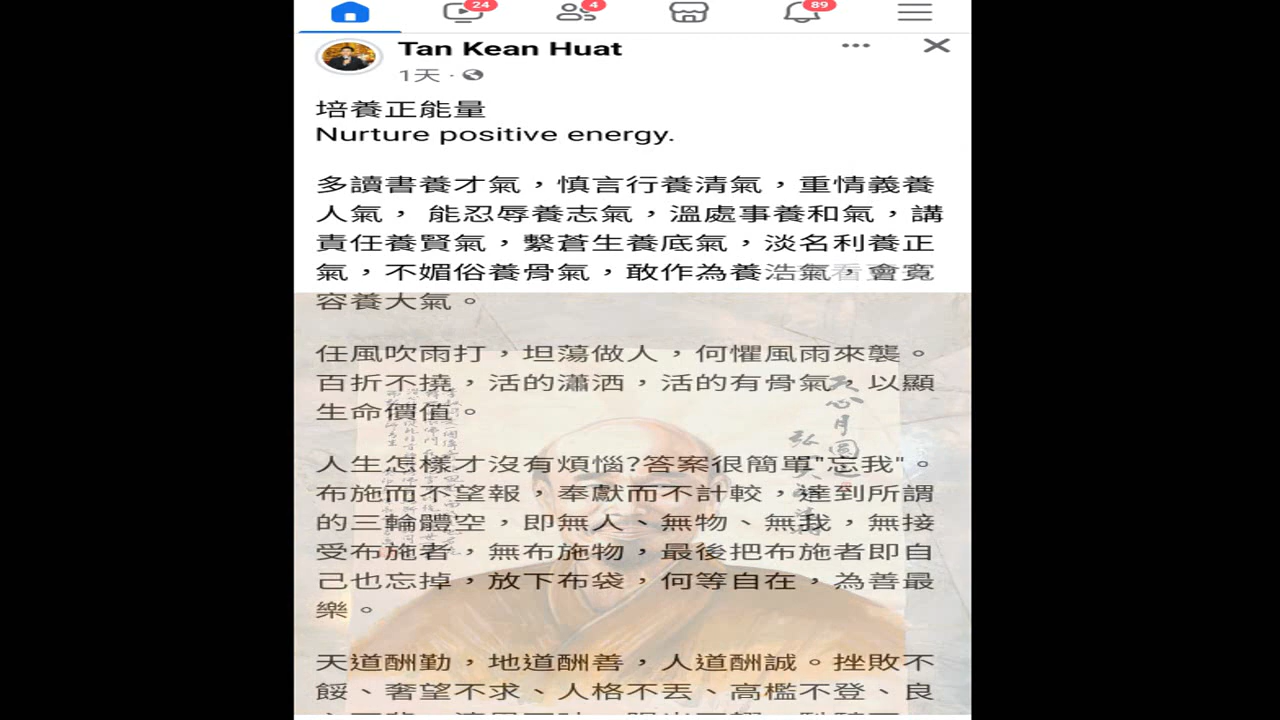 24
4
89
Tan Kean Huat
1天
培養正能量
Nurture positive energy.
多讀書養才氣，慎言行養清氣，重情義養
人氣， 能忍辱養志氣，溫處事養和氣，講
責任養賢氣，繫蒼生養底氣，淡名利養正
氣，不媚俗養骨氣，敢作為養浩氣，看會寬
容養大氣。
任風吹雨打，坦蕩做人，何懼風雨來襲。
百折不撓，活的瀟洒，活的有骨氣，以顯
生命價值。
人生怎樣才沒有煩惱?答案很簡單"忘我"。
布施而不望報，奉獻而不計較，達到所謂
的三輪體空，即無人、無物、無我，無接
受布施者，無布施物，最後把布施者即自
己也忘掉，放下布袋，何等自在，為善最
樂。
天道酬勤，地道酬善，人道酬誠。挫敗不
餒、奢望不求、人格不丟、高檻不登、良
天心月圓
弘一